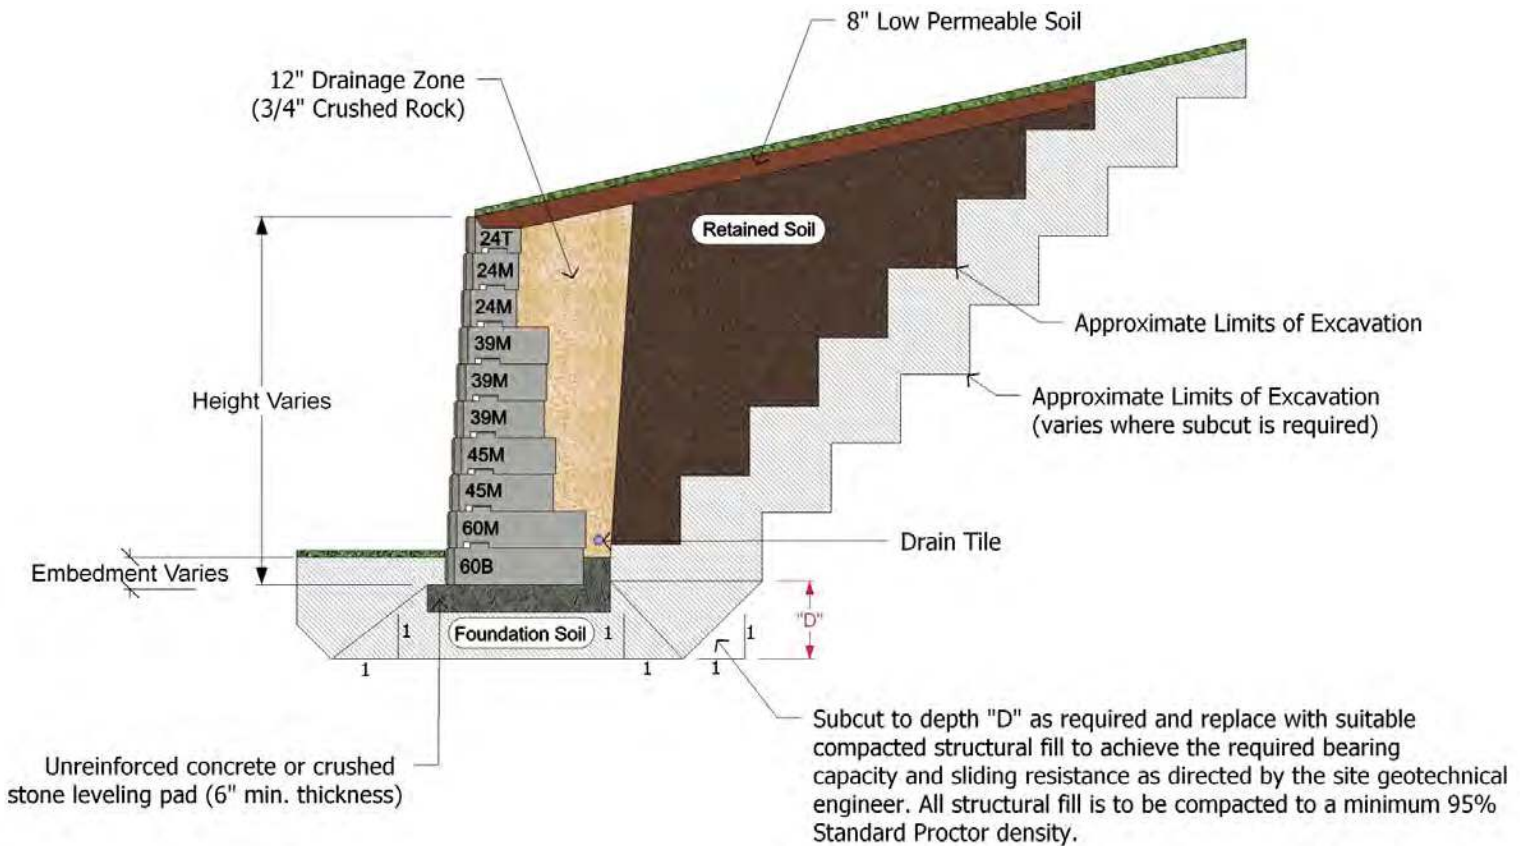 8" Low Permeable Soil
12" Drainage Zone
(3/4" Crushed Rock)
24T
Retained Soil
24M
24M
Approximate Limits of Excavation
39M
39M
Height Varies
Approximate Limits of Excavation
(varies where subcut is required)
39M
45M
45M
60M
Drain Tile
60B
Embedment Varies
"D"
1
Foundation Soil
1
1
1
1
1
Subcut to depth "D" as required and replace with suitable
compacted structural fill to achieve the required bearing
capacity and sliding resistance as directed by the site geotechnical
engineer. All structural fill is to be compacted to a minimum 95%
Standard Proctor density.
Unreinforced concrete or crushed
stone leveling pad (6" min. thickness)